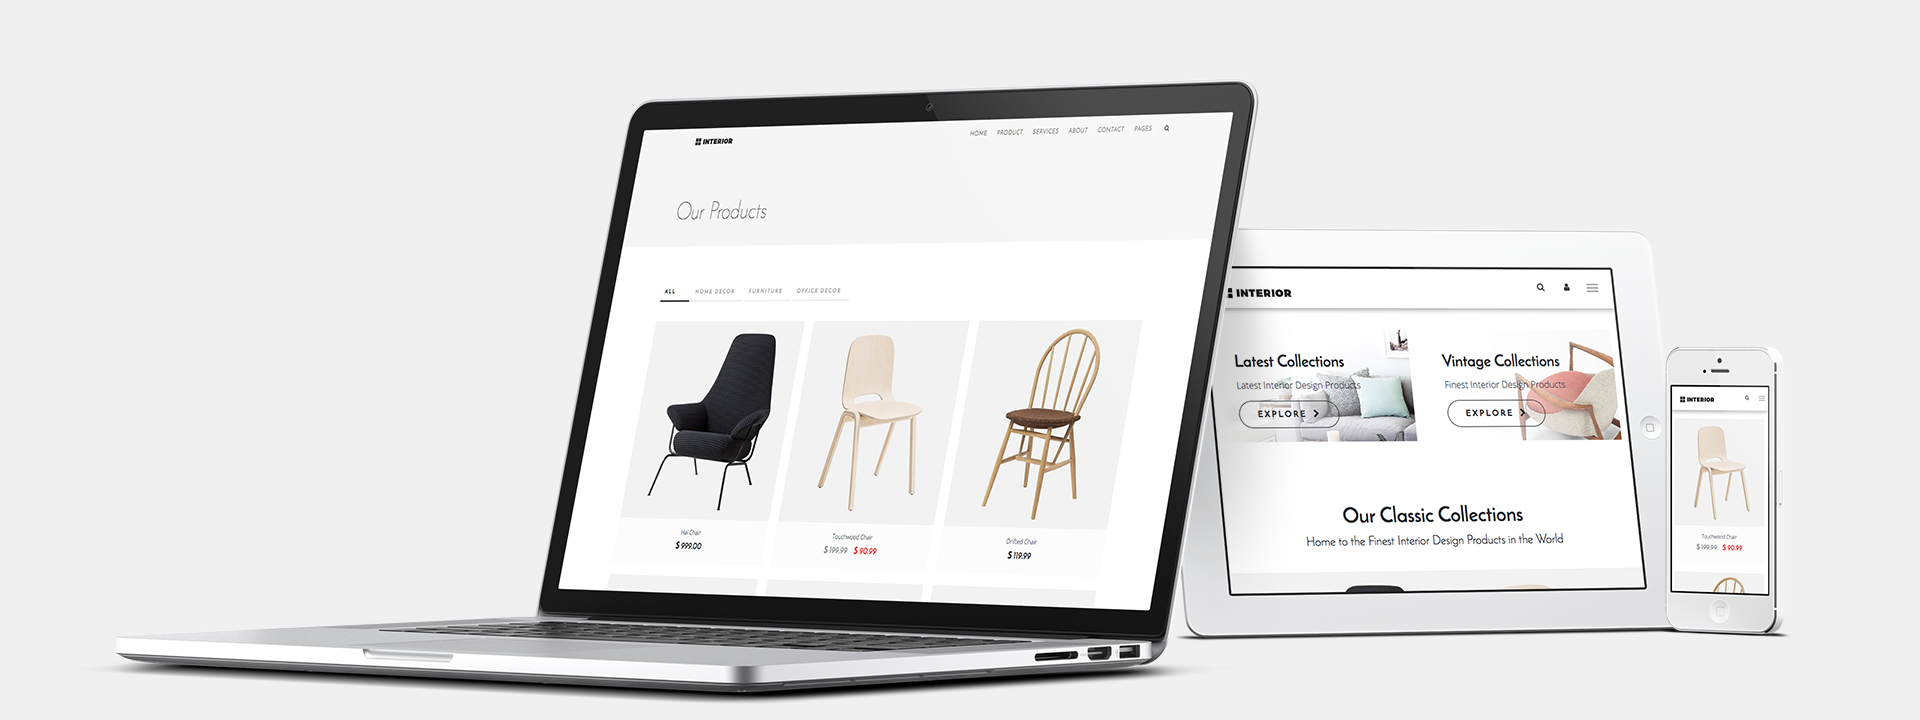 INTERIOR
HOME PRODUCT SERVICES ABOUT CONTACT PAGES
Our Products
ALL HOME DECOR FURNITURE OFFICE DECOR
Hai Chair
$ 999.00
Touchwood Chair
$ 199.99 $ 90.99
Drifted Chair
$ 119.99
INTERIOR
Latest Collections
Latest Interior Design Products
EXPLORE
Vintage Collections
Finest Interior Design Products
EXPLORE
Our Classic Collections
Home to the Finest Interior Design Products in the World
INTERIOR
Touchwood Chair
$ 199.99 $ 90.99